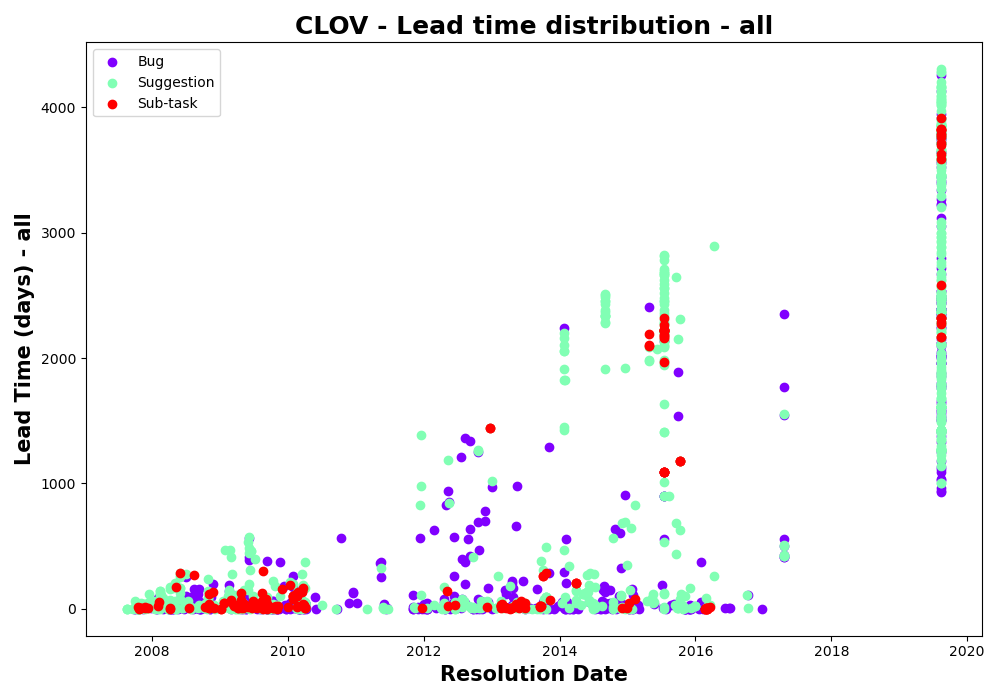 CLOV - Lead time distribution - all
Bug
Suggestion
Sub-task
Lead Time (days) - all
4000
3000
2000
1000
0
2008 2010 2012 2014 2016 2018 2020
Resolution Date